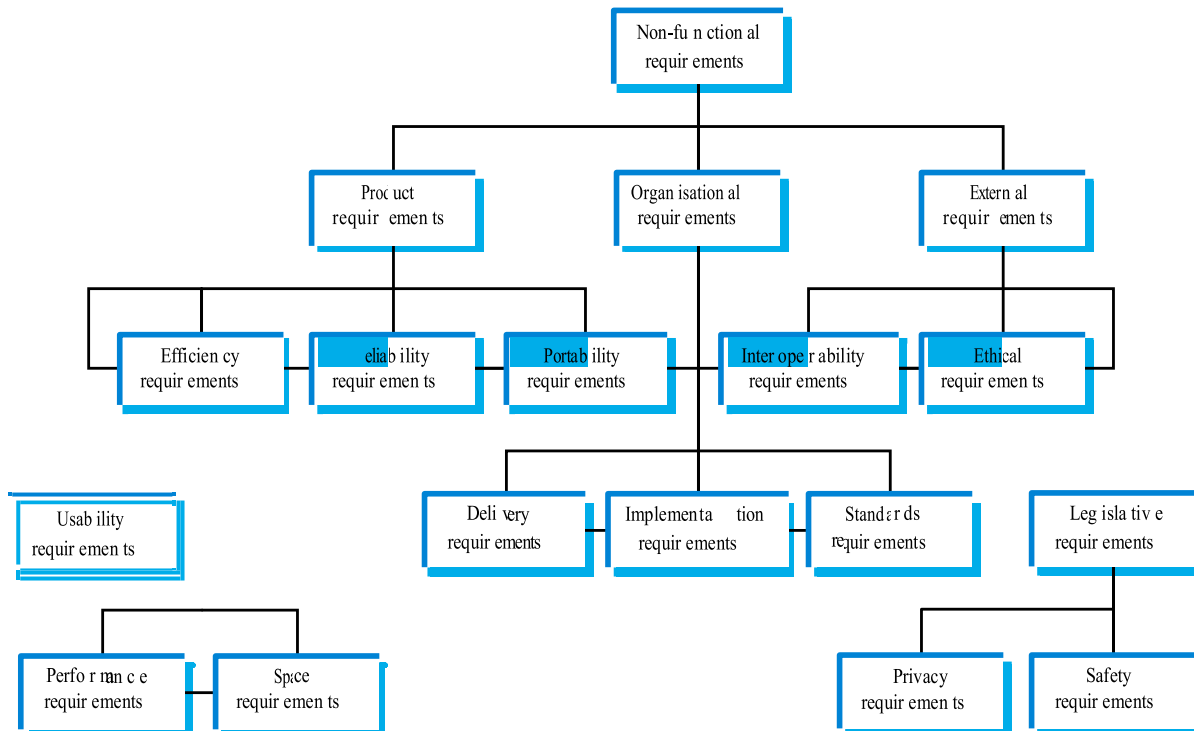 Non-functional
requirements
Product
requirements
Organisational
requirements
External
requirements
Efficiency
requirements
eliability
requirements
Portability
requirements
Interoperability
requirements
Ethical
requirements
Usability
requirements
Delivery
requirements
Implementation
requirements
Standards
requirements
Legislative
requirements
Performance
requirements
Space
requirements
Privacy
requirements
Safety
requirements